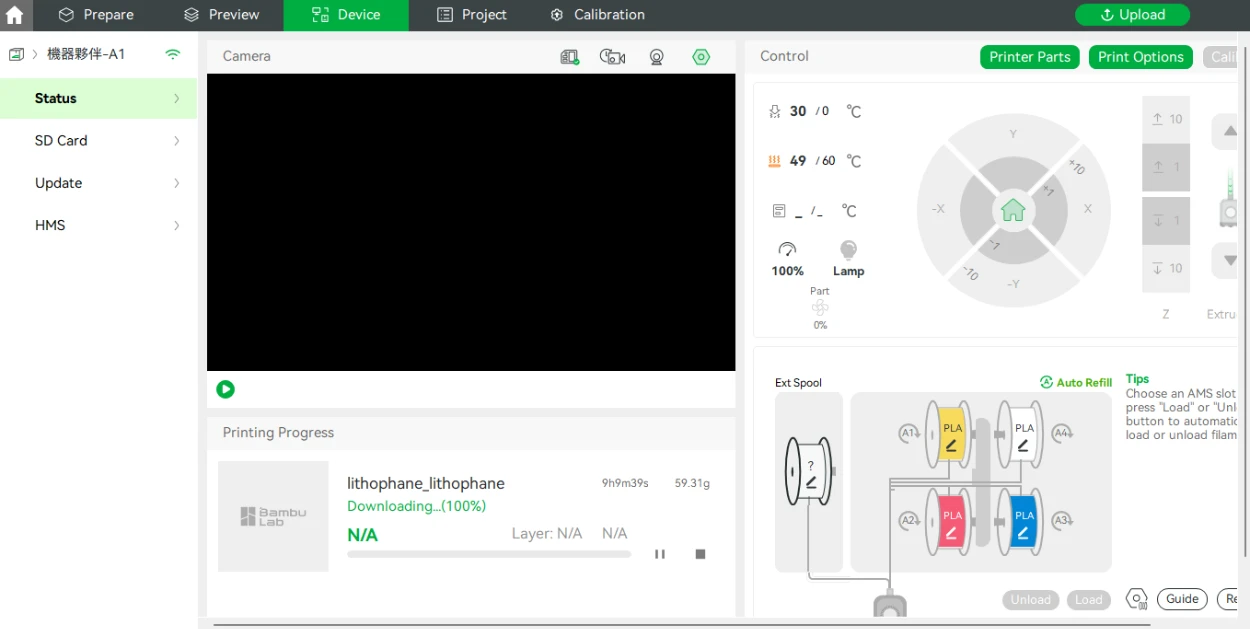 Prepare
Preview
Device
Project
Calibration
Upload
機器夥伴-A1
Status
SD Card
Update
HMS
Camera
Control
Printer Parts
Print Options
Cali
30 /0 ℃
49 /60 ℃
_ /_ ℃
100%
Lamp
Part
0%
Y
+10
+1
-X
X
-1
-10
-Y
10
1
1
10
Z
Extru
Printing Progress
Bambu
Lab
lithophane_lithophane
9h9m39s
59.31g
Downloading...(100%)
N/A
Layer: N/A
N/A
Ext Spool
Auto Refill
Tips
Choose an AMS slot
press "Load" or "Unl
button to automatic
load or unload filam
?
A1
PLA
PLA
A4
A2
PLA
PLA
A3
Unload
Load
Guide
Re